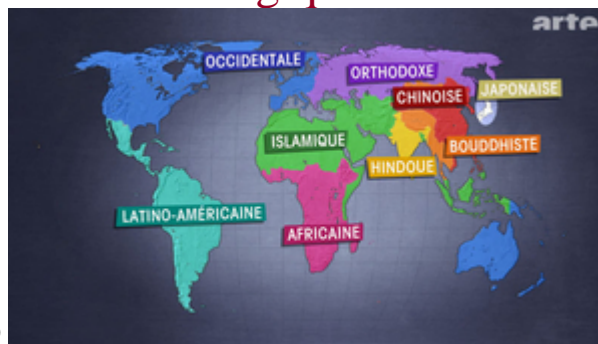 arte
OCCIDENTALE
ORTHODOXE
CHINOISE
JAPONAISE
ISLAMIQUE
HINDOUE
BOUDDHISTE
LATINO-AMÉRICAINE
AFRICAINE